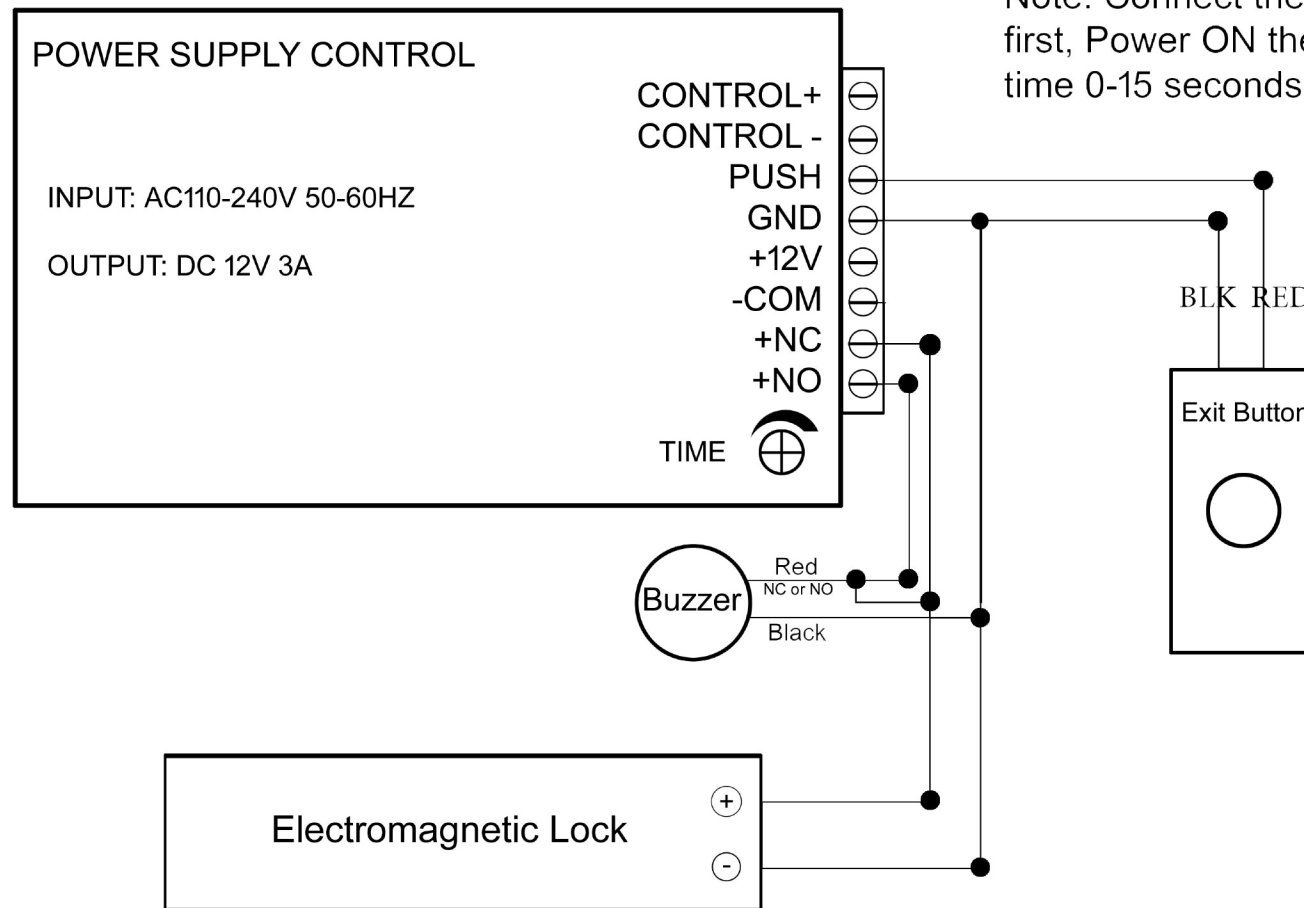 Note: Connect the
first, Power ON the
time 0-15 seconds
POWER SUPPLY CONTROL
CONTROL+
CONTROL -
PUSH
GND
+12V
-COM
+NC
+NO
INPUT: AC110-240V 50-60HZ
OUTPUT: DC 12V 3A
TIME
BLK RED
Exit Button
Buzzer
Red
NC or NO
Black
Electromagnetic Lock
+
-